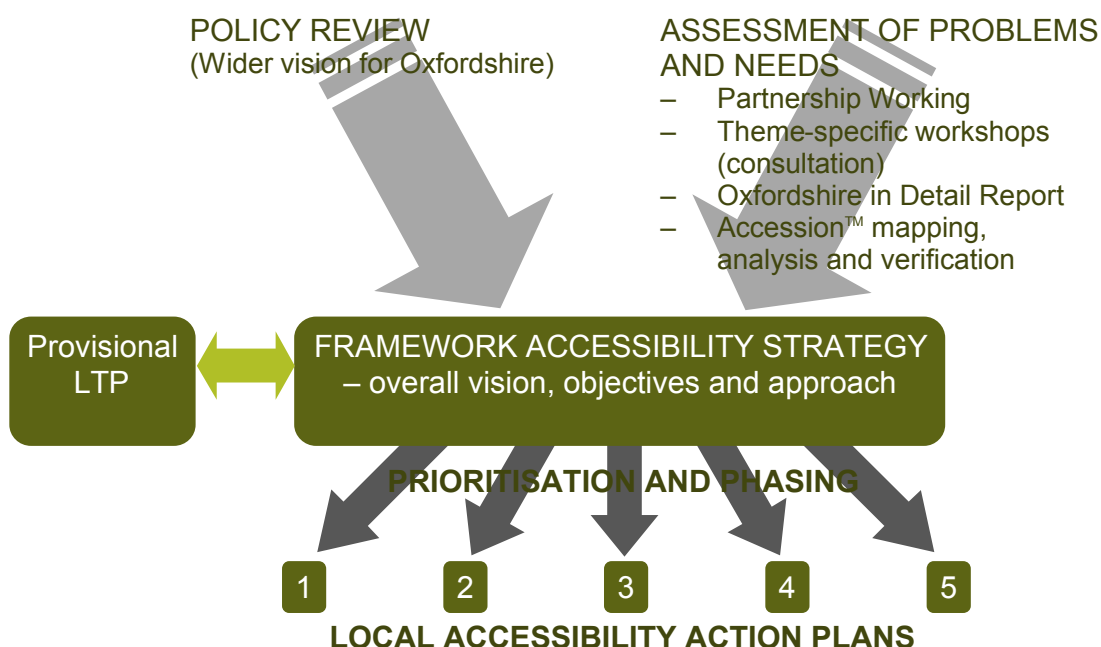 POLICY REVIEW
(Wider vision for Oxfordshire)
ASSESSMENT OF PROBLEMS
AND NEEDS
– Partnership Working
– Theme-specific workshops
(consultation)
– Oxfordshire in Detail Report
– Accession™ mapping,
analysis and verification
Provisional
LTP
FRAMEWORK ACCESSIBILITY STRATEGY
– overall vision, objectives and approach
PRIORITISATION AND PHASING
1 2 3 4 5
LOCAL ACCESSIBILITY ACTION PLANS